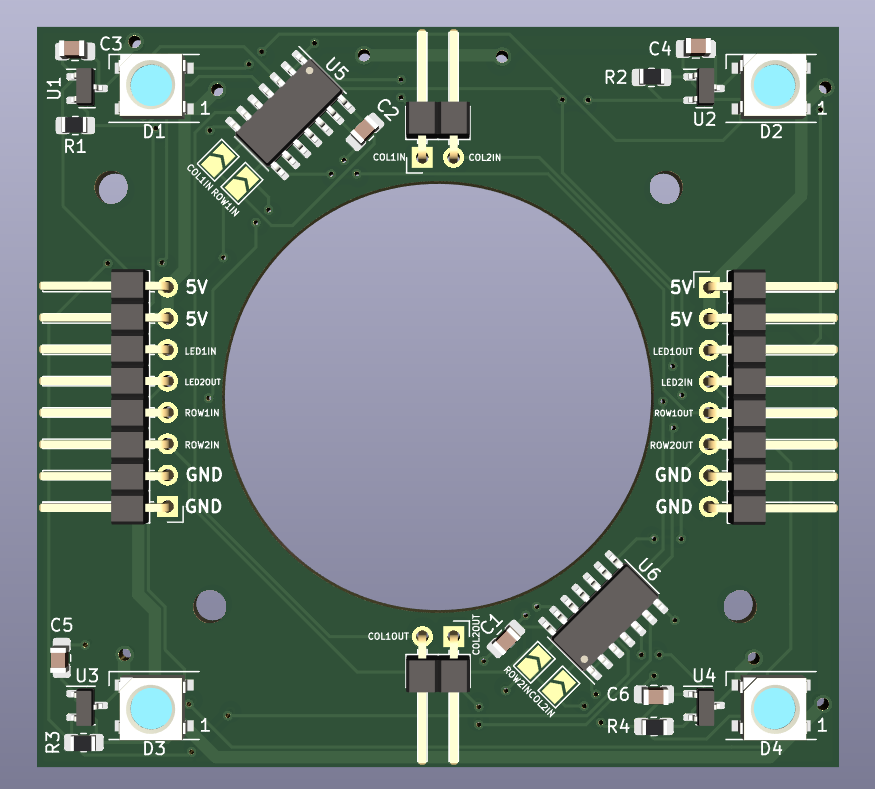 C3
U1
1
D1
R1
U5
C2
COL1IN
ROW1IN
COL1IN
COL2IN
C4
R2
U2
1
D2
5V
5V
LED1IN
LED2OUT
ROW1IN
ROW2IN
GND
GND
5V
5V
LED1OUT
LED2IN
ROW1OUT
ROW2OUT
GND
GND
C5
U3
1
R3
D3
COL1OUT
COL2OUT
C1
U6
ROW2IN
COL2IN
C6
U4
R4
1
D4